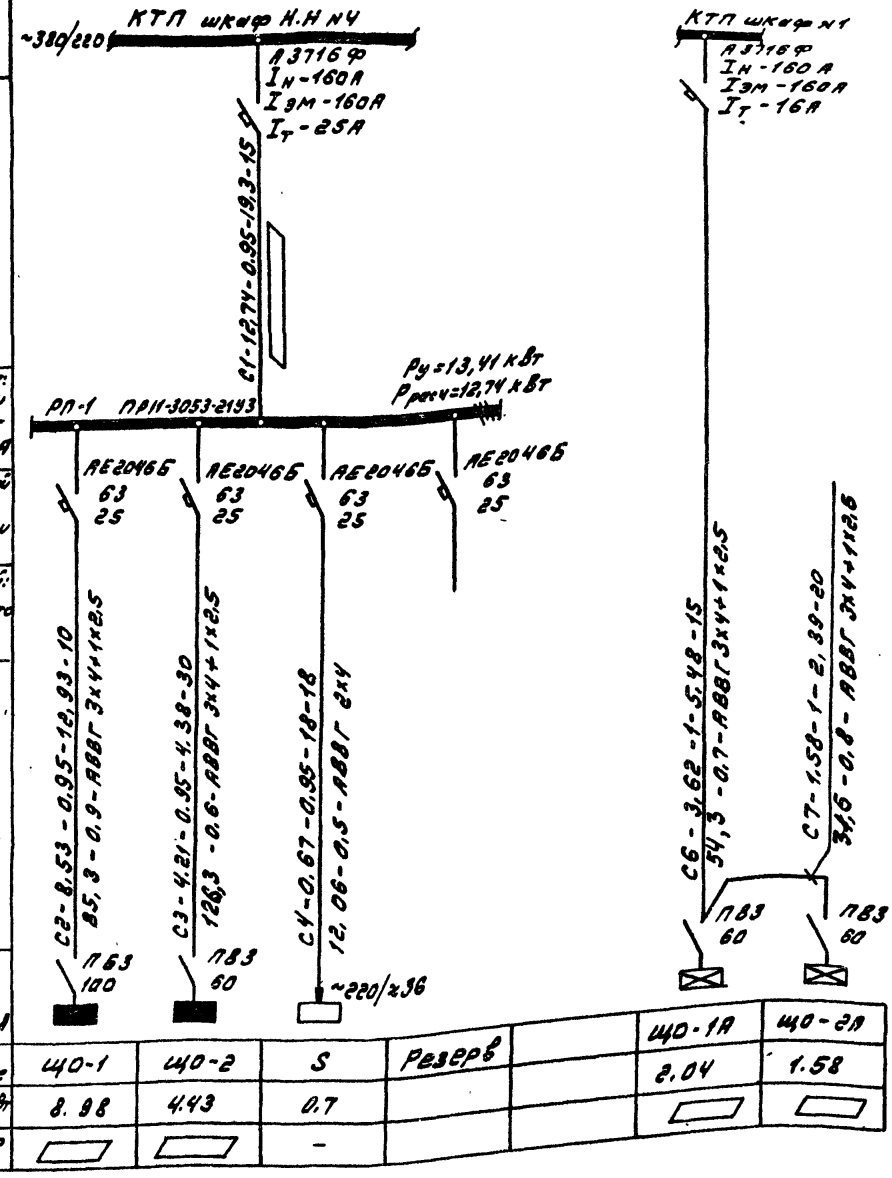 КТП шкаф Н.Н №4
~380/220
А3716Ф
Iн-160А
Iэм-160А
Iт-25А
С1-12,74-0.95-19,3-15
КТП шкаф №1
А3716Ф
Iн-160А
Iэм-160А
Iт-16А
РП-1 ПР11-3053-21У3
Ру=13,41 кВт
Ррасч=12,74 кВт
АЕ2046Б
63
25
АЕ2046Б
63
25
АЕ2046Б
63
25
АЕ2046Б
63
25
С2-8,53-0.95-12,93-10
85,3-0.9-АВВГ 3х4+1х2,5
С3-4.21-0.95-4.38-30
126,3-0.6-АВВГ 3х4+1х2,5
С4-0.67-0.95-18-18
12.06-0.5-АВВГ 2х4
С6-3,62-1-5,48-15
54,3-0.7-АВВГ 3х4+1х2,5
С7-1.58-1-2,39-20
31,6-0.8-АВВГ 3х4+1х2,5
ПВ3
100
ПВ3
60
~220/~36
ПВ3
60
ПВ3
60
ЩО-1 ЩО-2 S Резерв ЩО-1А ЩО-2А
8.98 4.43 0.7 2.04 1.58
-